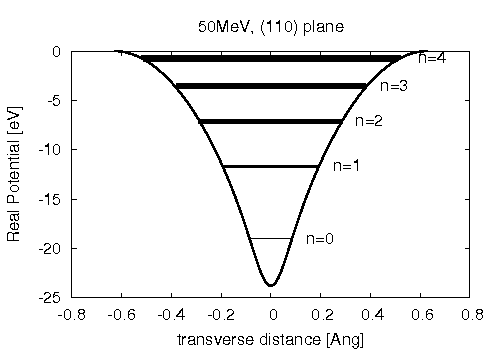 50MeV, (110) plane
0
-5
-10
-15
-20
-25
Real Potential [eV]
n=4
n=3
n=2
n=1
n=0
-0.8 -0.6 -0.4 -0.2 0 0.2 0.4 0.6 0.8
transverse distance [Ang]